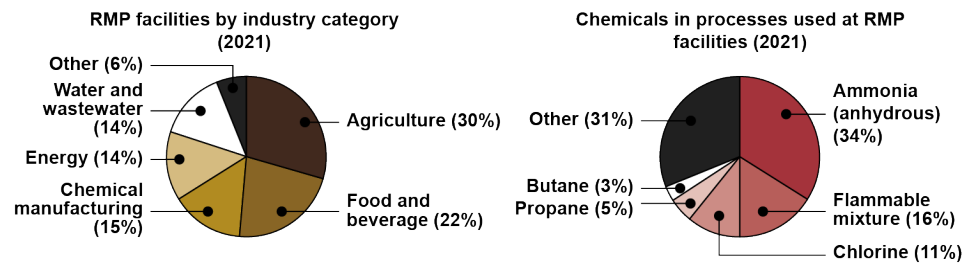 RMP facilities by industry category
(2021)
Other (6%)
Water and
wastewater
(14%)
Energy (14%)
Chemical
manufacturing
(15%)
Agriculture (30%)
Food and
beverage (22%)
Chemicals in processes used at RMP
facilities (2021)
Other (31%)
Butane (3%)
Propane (5%)
Ammonia
(anhydrous)
(34%)
Flammable
mixture (16%)
Chlorine (11%)